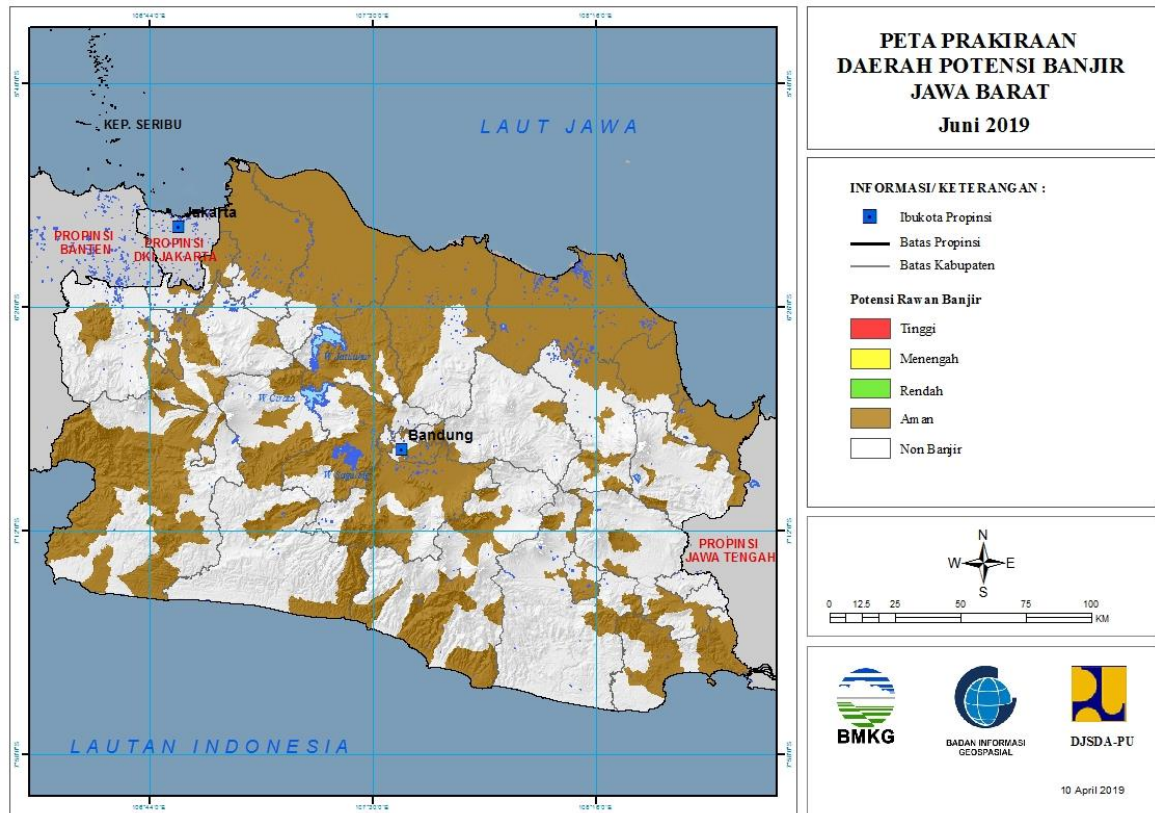 PETA PRAKIRAAN
DAERAH POTENSI BANJIR
JAWA BARAT
Juni 2019
INFORMASI/ KETERANGAN :
Ibukota Propinsi
Batas Propinsi
Batas Kabupaten
Potensi Rawan Banjir
Tinggi
Menengah
Rendah
Aman
Non Banjir
N
W E
S
0 12.5 25 50 75 100
KM
BMKG
BADAN INFORMASI
GEOSPASIAL
DJSDA-PU
10 April 2019
KEP. SERIBU
LAUT JAWA
Jakarta
PROPINSI
BANTEN
PROPINSI
DKI JAKARTA
Bandung
PROPINSI
JAWA TENGAH
LAUTAN INDONESIA